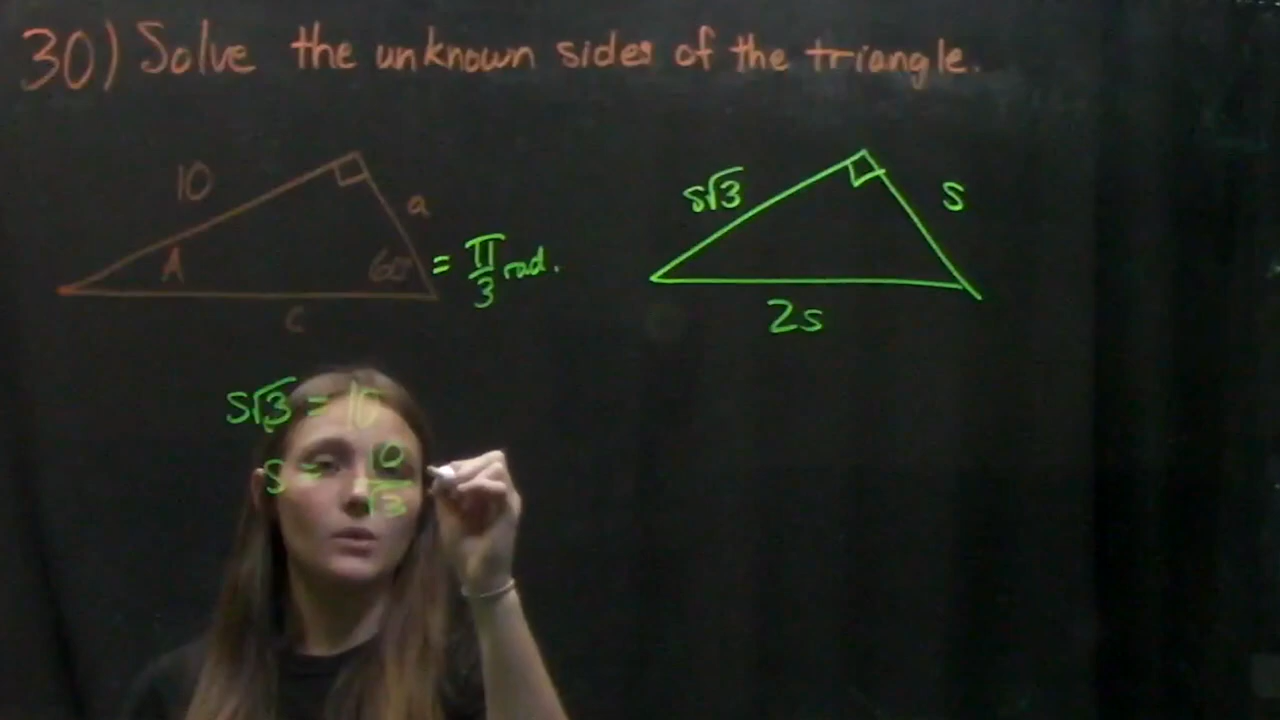 30) Solve the unknown sides of the triangle.
10
a
A
60° = π/3 rad.
c
s√3
s
2s
s√3 = 10
s = 10/√3